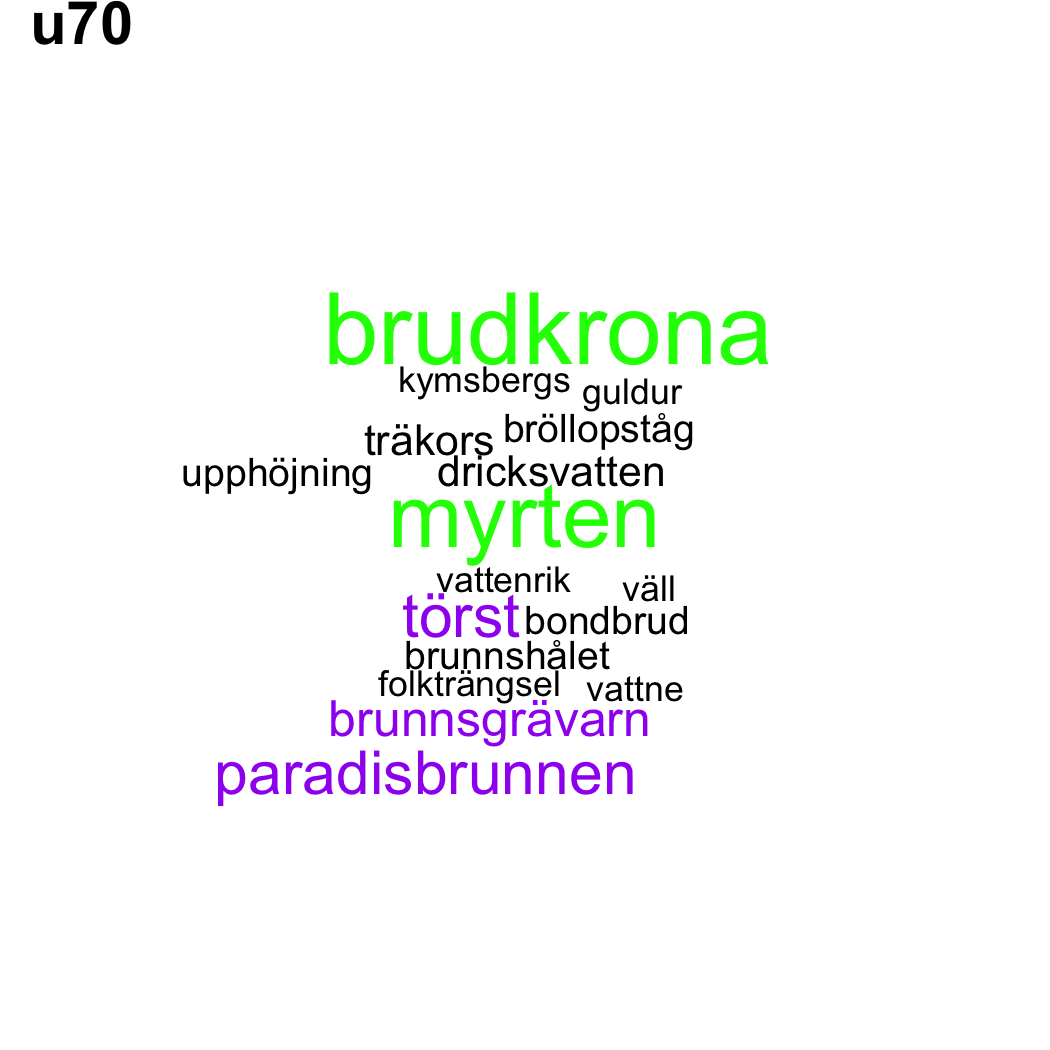 u70
brudkrona
kymsbergs guldur
träkors bröllopståg
upphöjning dricksvatten
myrten
vattenrik väll
törst bondbrud
brunnshålet
folkträngsel vattne
brunnsgrävarn
paradisbrunnen